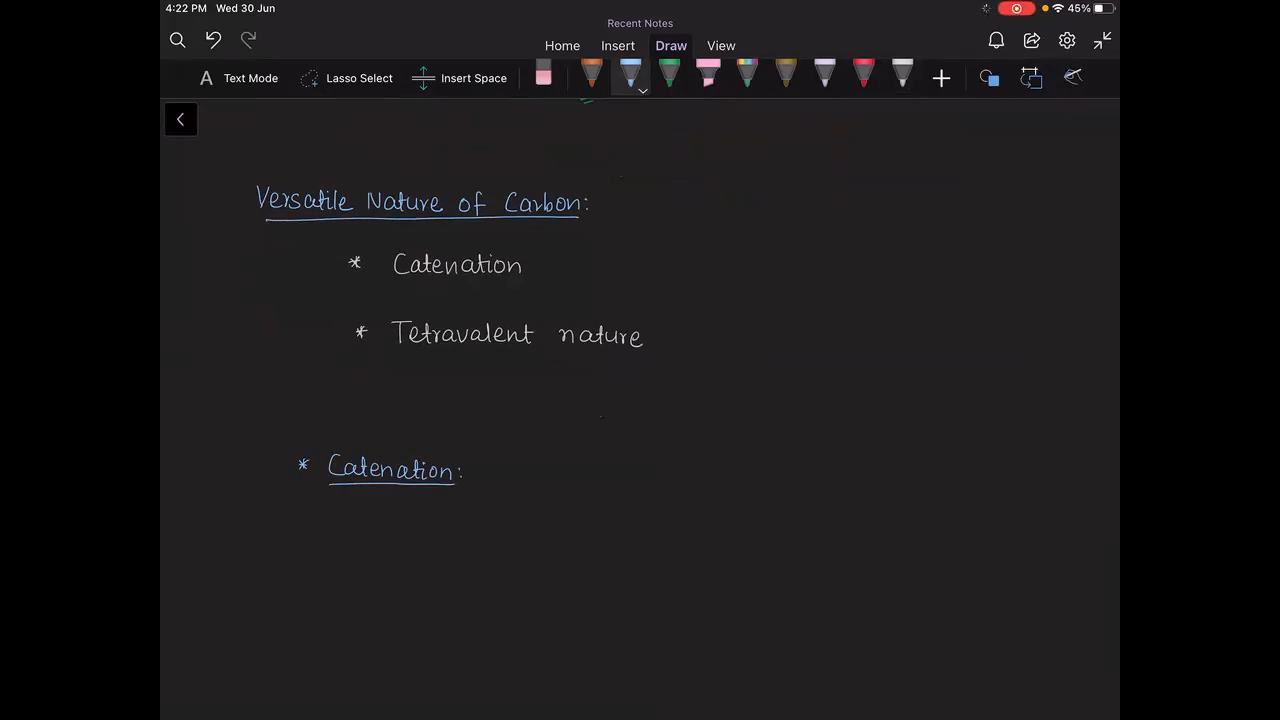 4:22 PM Wed 30 Jun 45%
Recent Notes
Home Insert Draw View
A Text Mode Lasso Select Insert Space
Versatile Nature of Carbon:
* Catenation
* Tetravalent nature
* Catenation: